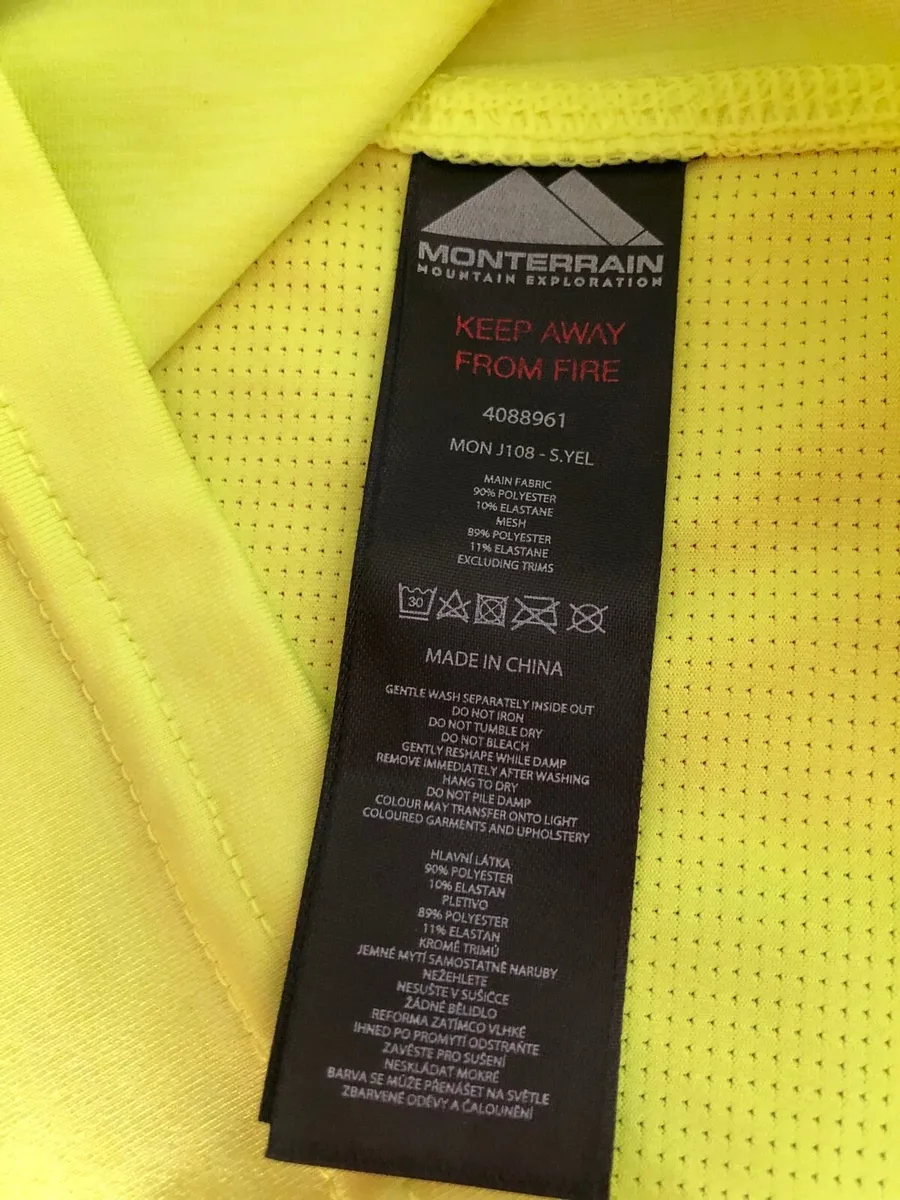 MONTERRAIN
MOUNTAIN EXPLORATION
KEEP AWAY
FROM FIRE
4088961
MON J108 - S.YEL
MAIN FABRIC
90% POLYESTER
10% ELASTANE
MESH
89% POLYESTER
11% ELASTANE
EXCLUDING TRIMS
30
MADE IN CHINA
GENTLE WASH SEPARATELY INSIDE OUT
DO NOT IRON
DO NOT TUMBLE DRY
DO NOT BLEACH
GENTLY RESHAPE WHILE DAMP
REMOVE IMMEDIATELY AFTER WASHING
HANG TO DRY
DO NOT PILE DAMP
COLOUR MAY TRANSFER ONTO LIGHT
COLOURED GARMENTS AND UPHOLSTERY
HLAVNÍ LÁTKA
90% POLYESTER
10% ELASTAN
PLETIVO
89% POLYESTER
11% ELASTAN
KROMĚ TRIMŮ
JEMNÉ MYTÍ SAMOSTATNĚ NARUBY
NEŽEHLETE
NESUŠTE V SUŠIČCE
ŽÁDNÉ BĚLIDLO
REFORMA ZATÍMCO VLHKÉ
IHNED PO PROMYTÍ ODSTRAŇTE
ZAVĚSTE PRO SUŠENÍ
NESKLÁDAT MOKRÉ
BARVA SE MŮŽE PŘENÁŠET NA SVĚTLE
ZBARVENÉ ODĚVY A ČALOUNĚNÍ